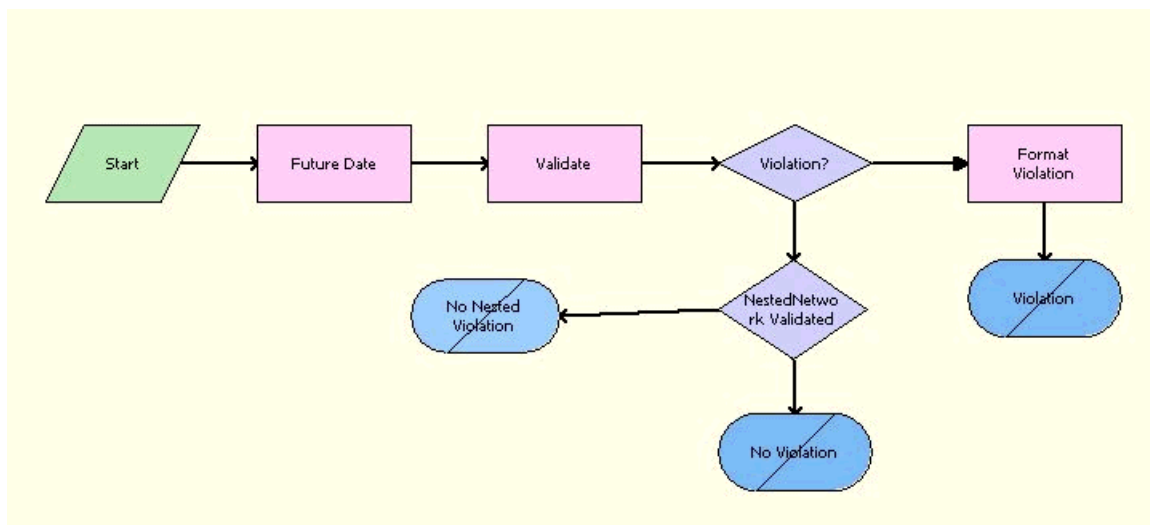 Start
Future Date
Validate
Violation?
Format
Violation
No Nested
Violation
NestedNetwo
rk Validated
Violation
No Violation